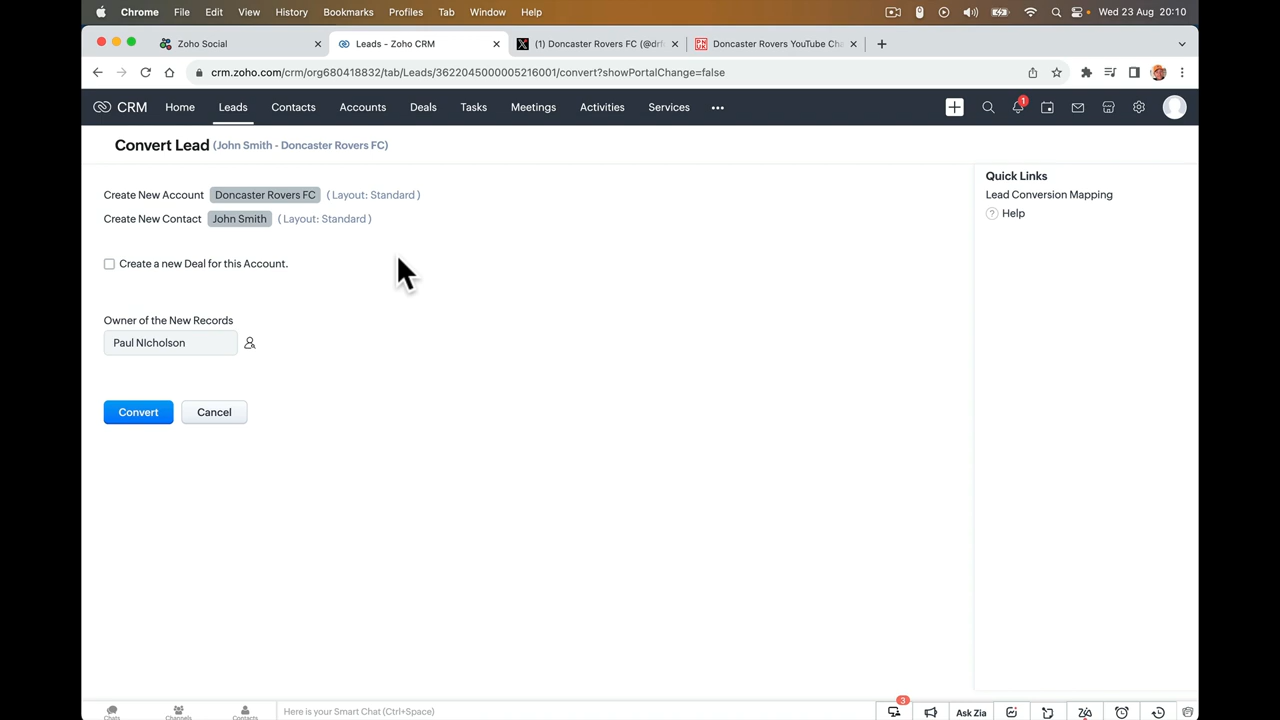 Chrome File Edit View History Bookmarks Profiles Tab Window Help Wed 23 Aug 20:10
Zoho Social Leads - Zoho CRM (1) Doncaster Rovers FC (@drf Doncaster Rovers YouTube Ch
crm.zoho.com/crm/org680418832/tab/Leads/3622045000005216001/convert?showPortalChange=false
CRM Home Leads Contacts Accounts Deals Tasks Meetings Activities Services 1
Convert Lead (John Smith - Doncaster Rovers FC)
Quick Links
Create New Account Doncaster Rovers FC ( Layout: Standard )
Lead Conversion Mapping
Create New Contact John Smith ( Layout: Standard )
? Help
Create a new Deal for this Account.
Owner of the New Records
Paul NIcholson
Convert Cancel
3
Chats Channels Contacts Here is your Smart Chat (Ctrl+Space) Ask Zia